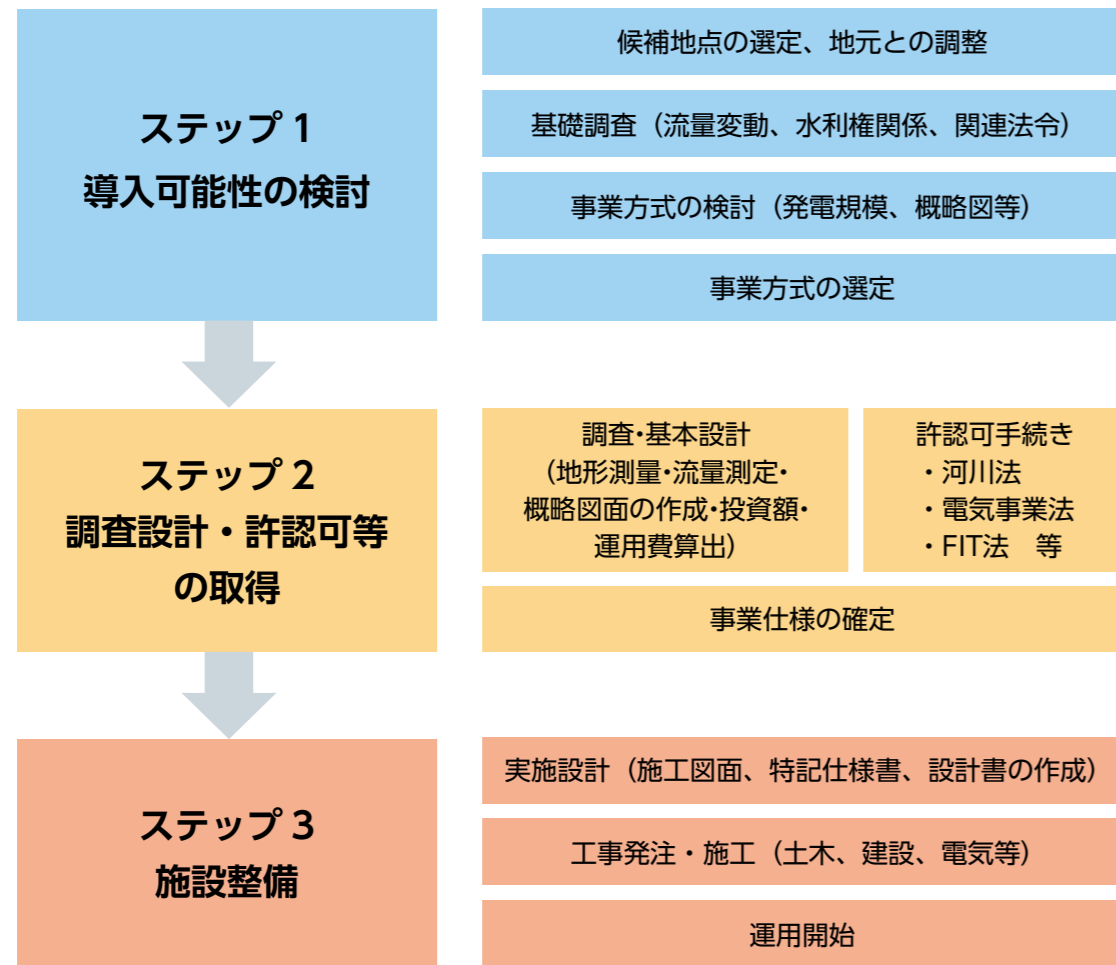 ステップ 1
導入可能性の検討
候補地点の選定、地元との調整
基礎調査（流量変動、水利権関係、関連法令）
事業方式の検討（発電規模、概略図等）
事業方式の選定
ステップ 2
調査設計・許認可等
の取得
調査・基本設計
（地形測量・流量測定・
概略図面の作成・投資額・
運用費算出）
許認可手続き
・河川法
・電気事業法
・FIT法　等
事業仕様の確定
ステップ 3
施設整備
実施設計（施工図面、特記仕様書、設計書の作成）
工事発注・施工（土木、建設、電気等）
運用開始